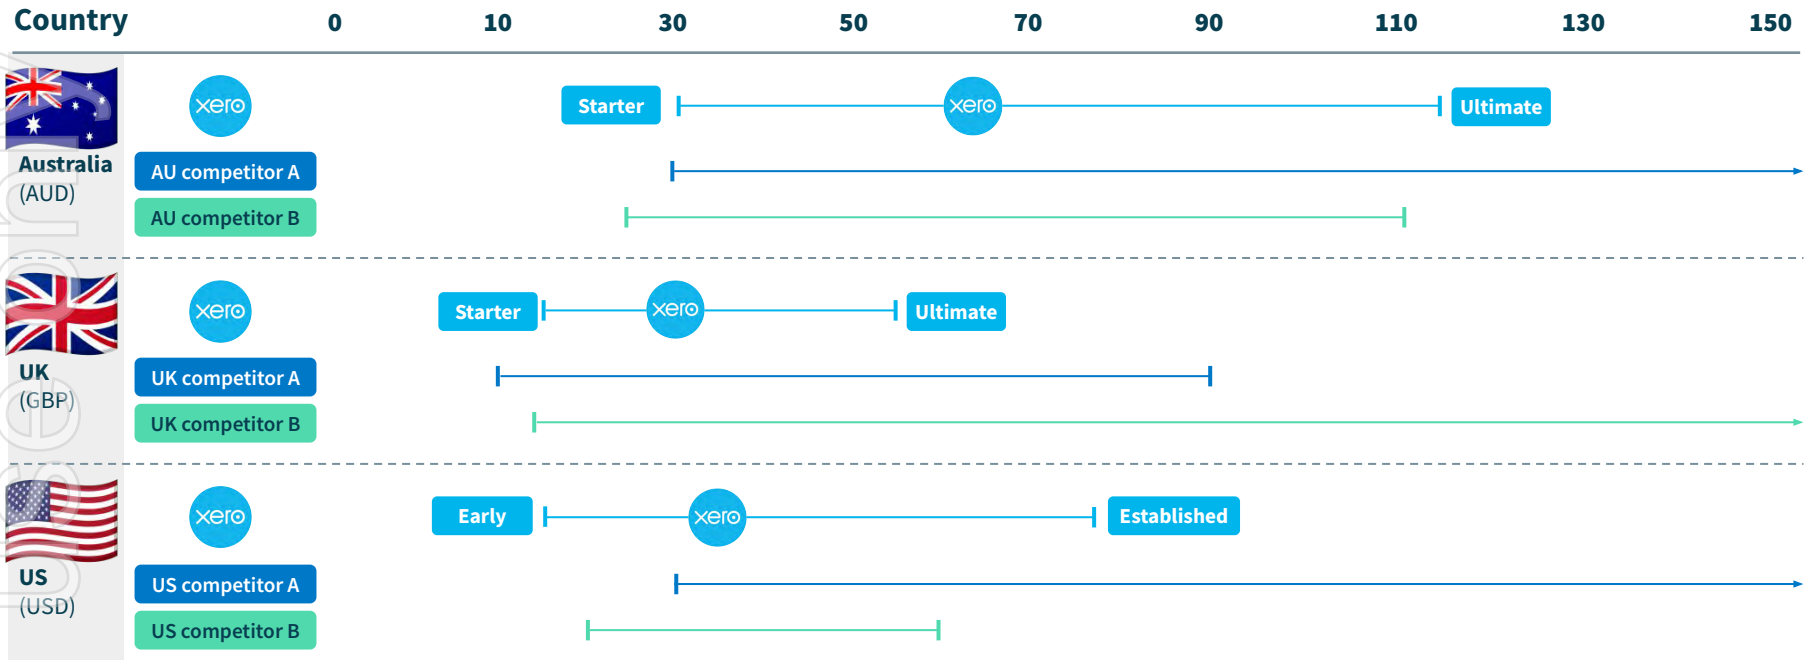 Country 0 10 30 50 70 90 110 130 150
xero Starter xero Ultimate
Australia
(AUD)
AU competitor A
AU competitor B
xero Starter xero Ultimate
UK
(GBP)
UK competitor A
UK competitor B
xero Early xero Established
US
(USD)
US competitor A
US competitor B